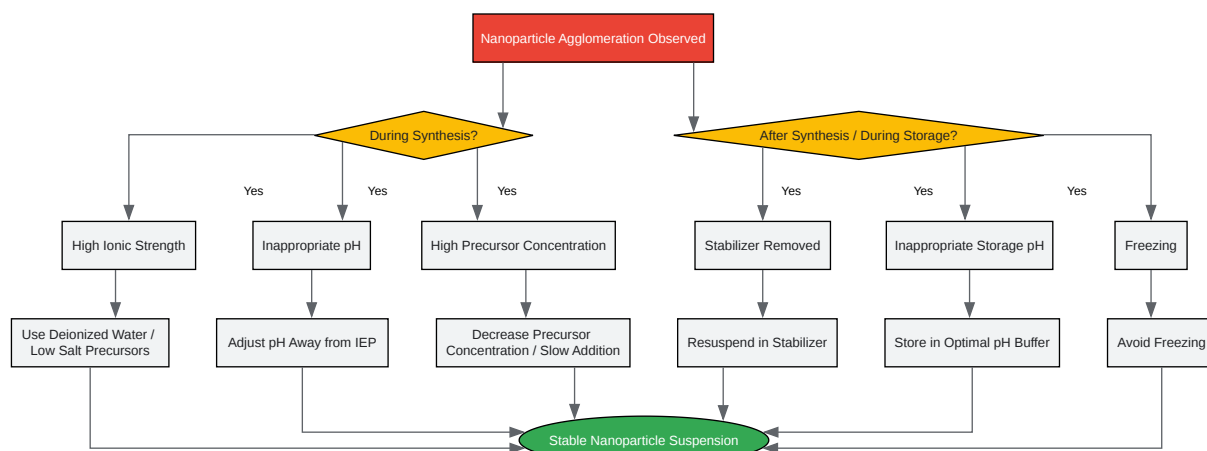 Nanoparticle Agglomeration Observed
During Synthesis?
After Synthesis / During Storage?
Yes
Yes
Yes
Yes
Yes
Yes
High Ionic Strength
Inappropriate pH
High Precursor Concentration
Stabilizer Removed
Inappropriate Storage pH
Freezing
Use Deionized Water /
Low Salt Precursors
Adjust pH Away from IEP
Decrease Precursor
Concentration / Slow Addition
Resuspend in Stabilizer
Store in Optimal pH Buffer
Avoid Freezing
Stable Nanoparticle Suspension